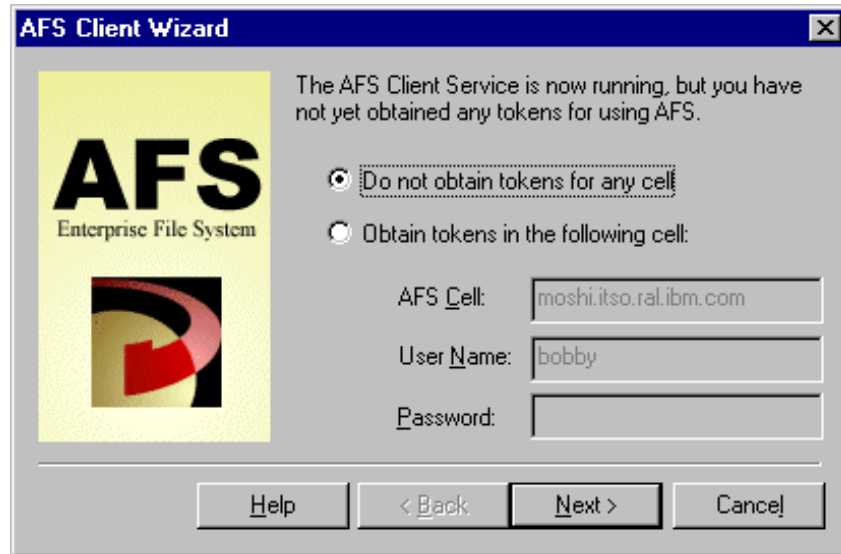 AFS Client Wizard
The AFS Client Service is now running, but you have
not yet obtained any tokens for using AFS.
AFS
Enterprise File System
Do not obtain tokens for any cell
Obtain tokens in the following cell:
AFS Cell: moshi.itso.ral.ibm.com
User Name: bobby
Password:
Help < Back Next > Cancel